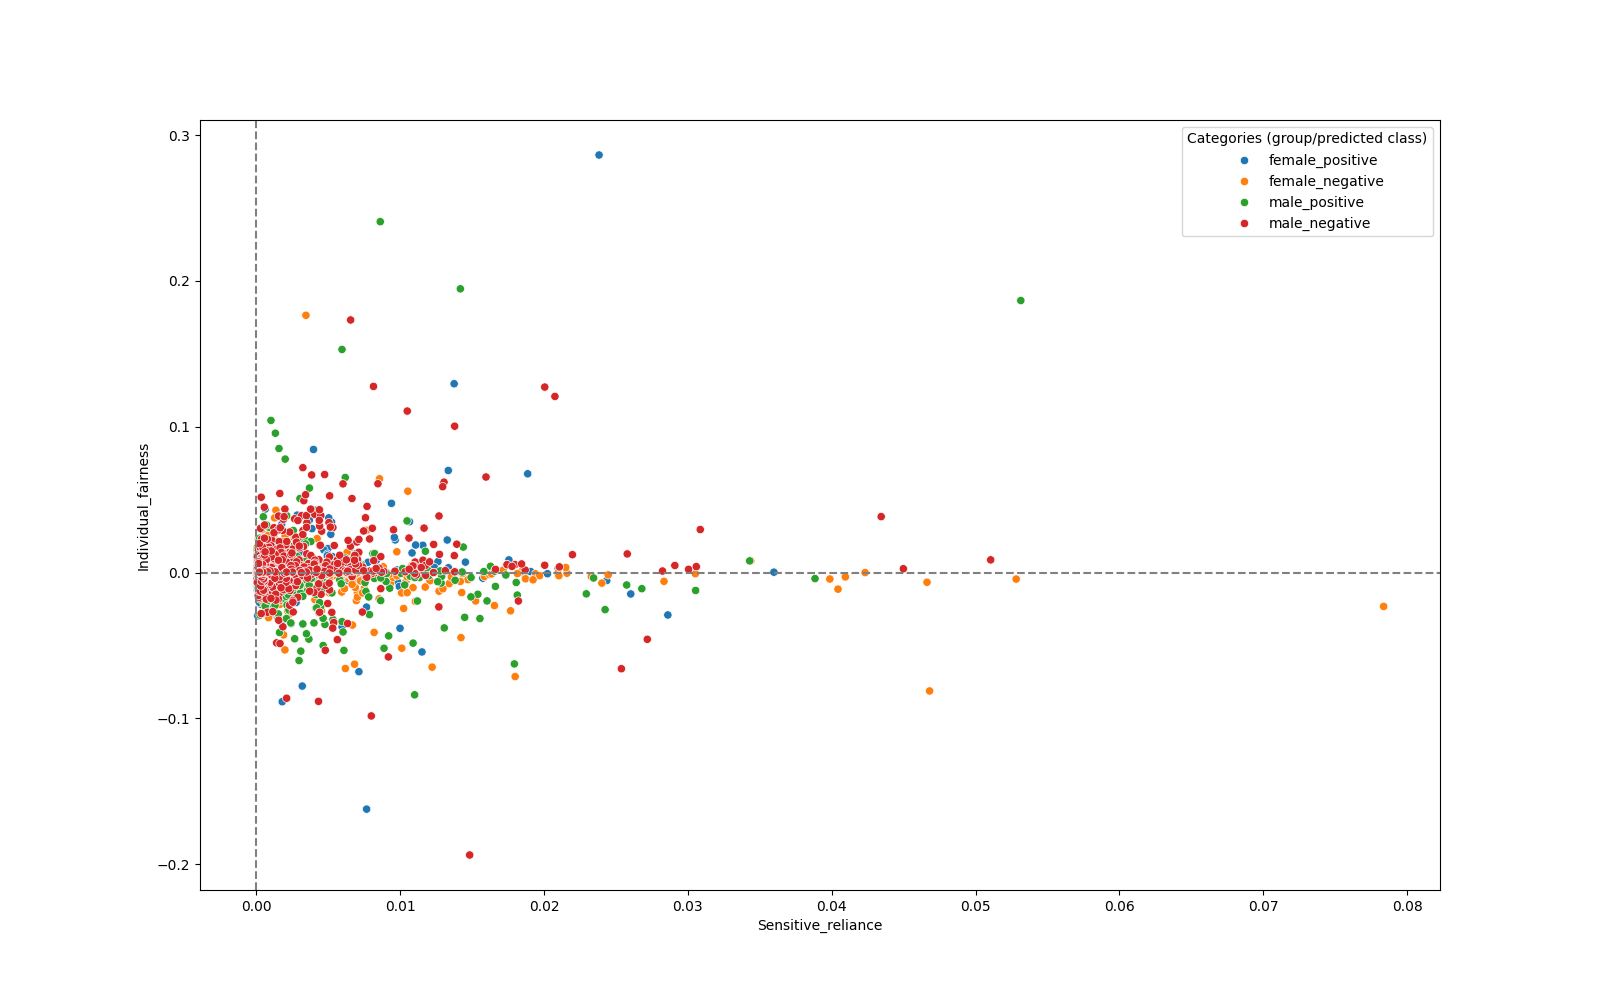 Categories (group/predicted class)
female_positive
female_negative
male_positive
male_negative
0.3
0.2
0.1
0.0
−0.1
−0.2
Individual_fairness
0.00
0.01
0.02
0.03
0.04
0.05
0.06
0.07
0.08
Sensitive_reliance